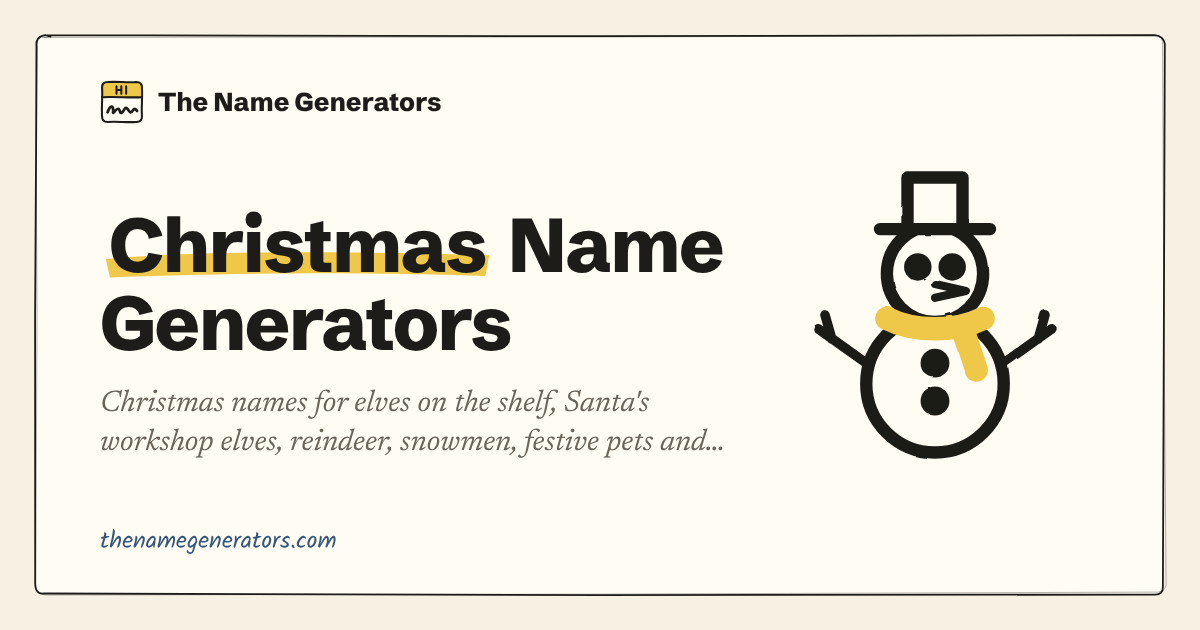 HI
The Name Generators
Christmas Name
Generators
Christmas names for elves on the shelf, Santa's
workshop elves, reindeer, snowmen, festive pets and...
thenamegenerators.com